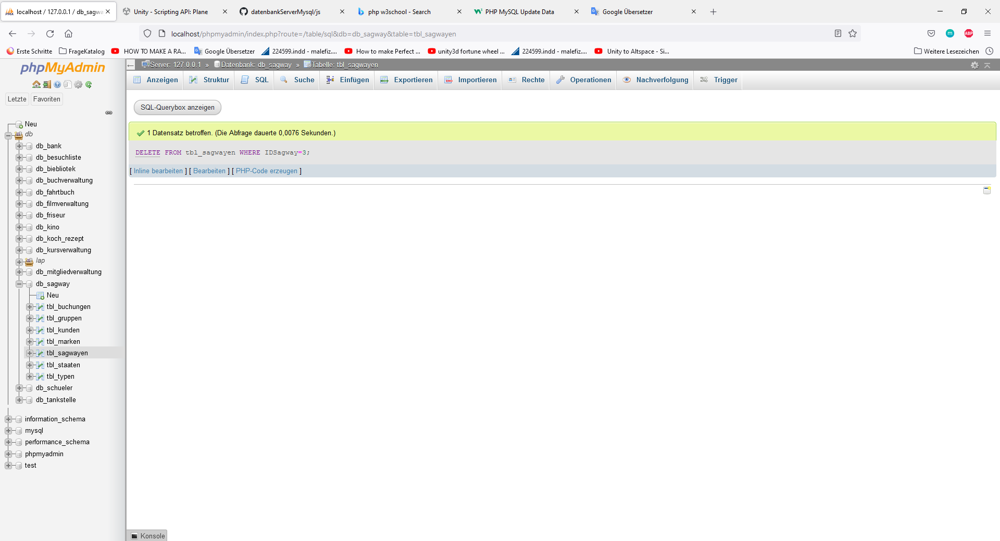 localhost / 127.0.0.1 / db_sagwa
Unity - Scripting API: Plane
datenbankServerMysql/js
php w3school - Search
PHP MySQL Update Data
Google Übersetzer
localhost/phpmyadmin/index.php?route=/table/sql&db=db_sagway&table=tbl_sagwayen
m
ABP
Erste Schritte
FrageKatalog
HOW TO MAKE A RA...
Google Übersetzer
224599.indd - malefiz....
How to make Perfect ...
unity3d fortune wheel ...
224599.indd - malefiz....
Unity to Altspace - Si...
Weitere Lesezeichen
phpMyAdmin
Letzte
Favoriten
Neu
db
db_bank
db_besuchliste
db_biebliotek
db_buchverwaltung
db_fahrtbuch
db_filmverwaltung
db_friseur
db_kino
db_koch_rezept
db_kursverwaltung
lap
db_mitgliedverwaltung
db_sagway
Neu
tbl_buchungen
tbl_gruppen
tbl_kunden
tbl_marken
tbl_sagwayen
tbl_staaten
tbl_typen
db_schueler
db_tankstelle
information_schema
mysql
performance_schema
phpmyadmin
test
Server: 127.0.0.1 » Datenbank: db_sagway » Tabelle: tbl_sagwayen
Anzeigen
Struktur
SQL
Suche
Einfügen
Exportieren
Importieren
Rechte
Operationen
Nachverfolgung
Trigger
SQL-Querybox anzeigen
1 Datensatz betroffen. (Die Abfrage dauerte 0,0076 Sekunden.)
DELETE FROM tbl_sagwayen WHERE IDSagway=3;
[ Inline bearbeiten ] [ Bearbeiten ] [ PHP-Code erzeugen ]
Konsole